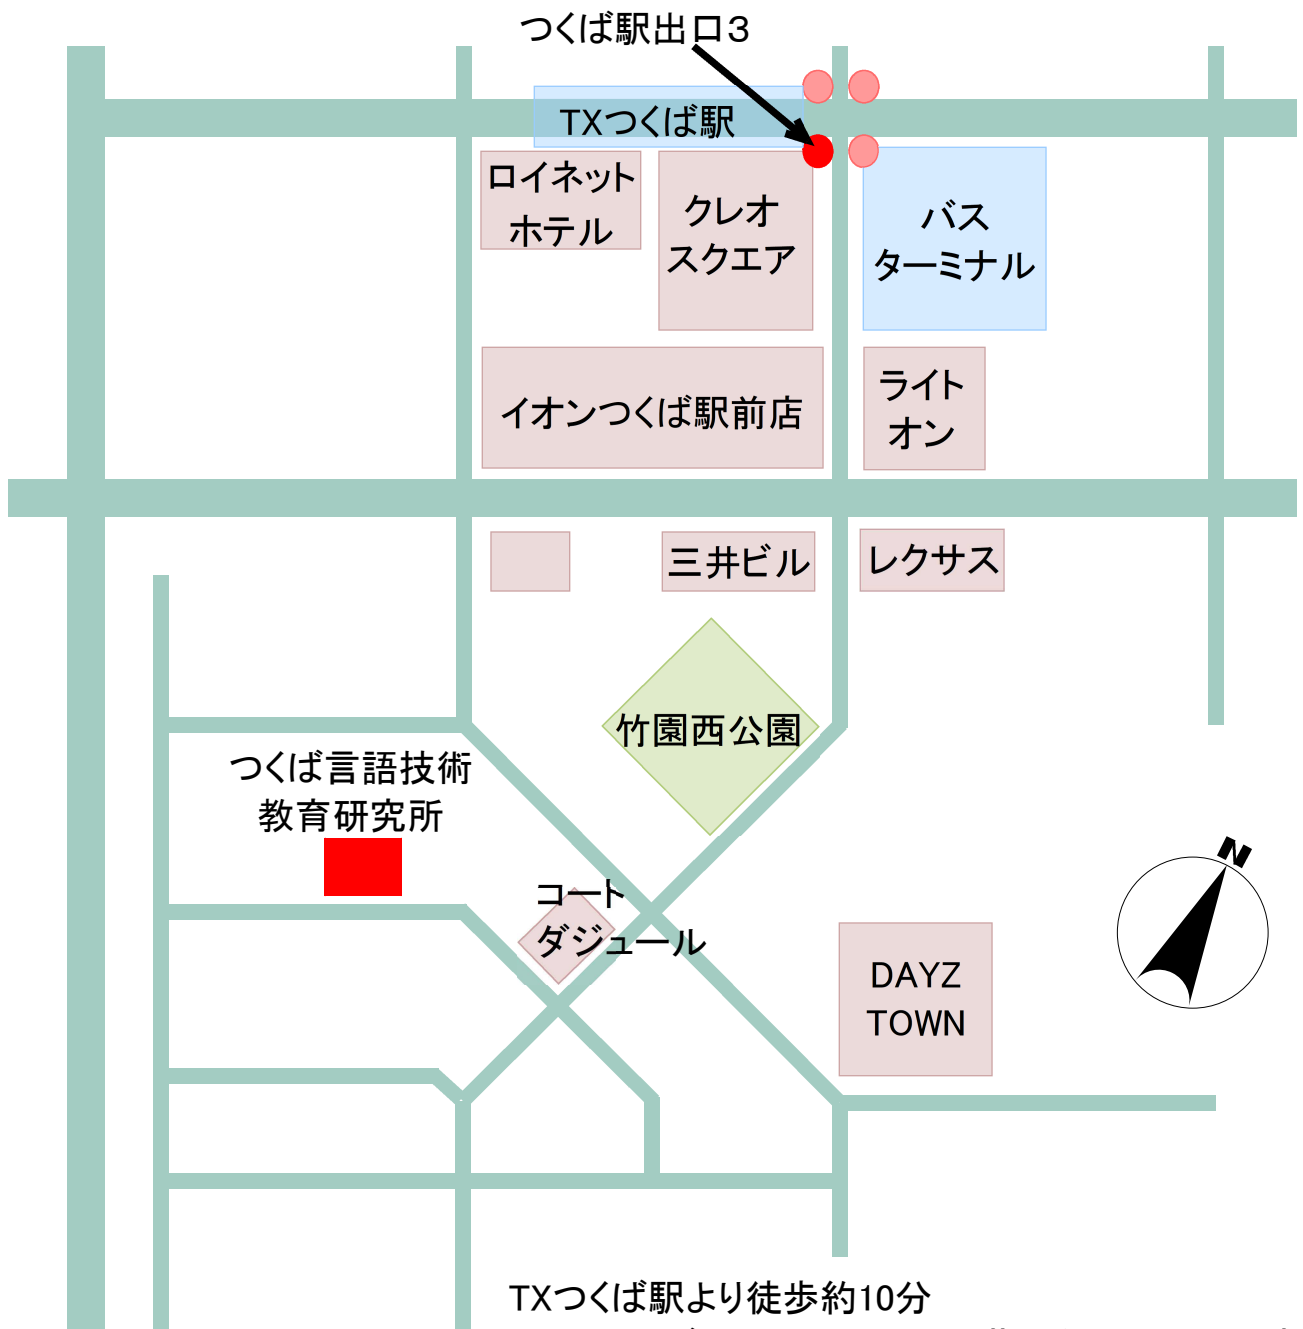 つくば駅出口３
TXつくば駅
ロイネット
ホテル
クレオ
スクエア
バス
ターミナル
イオンつくば駅前店
ライト
オン
三井ビル
レクサス
竹園西公園
つくば言語技術
教育研究所
コート
ダジュール
DAYZ
TOWN
N
TXつくば駅より徒歩約10分